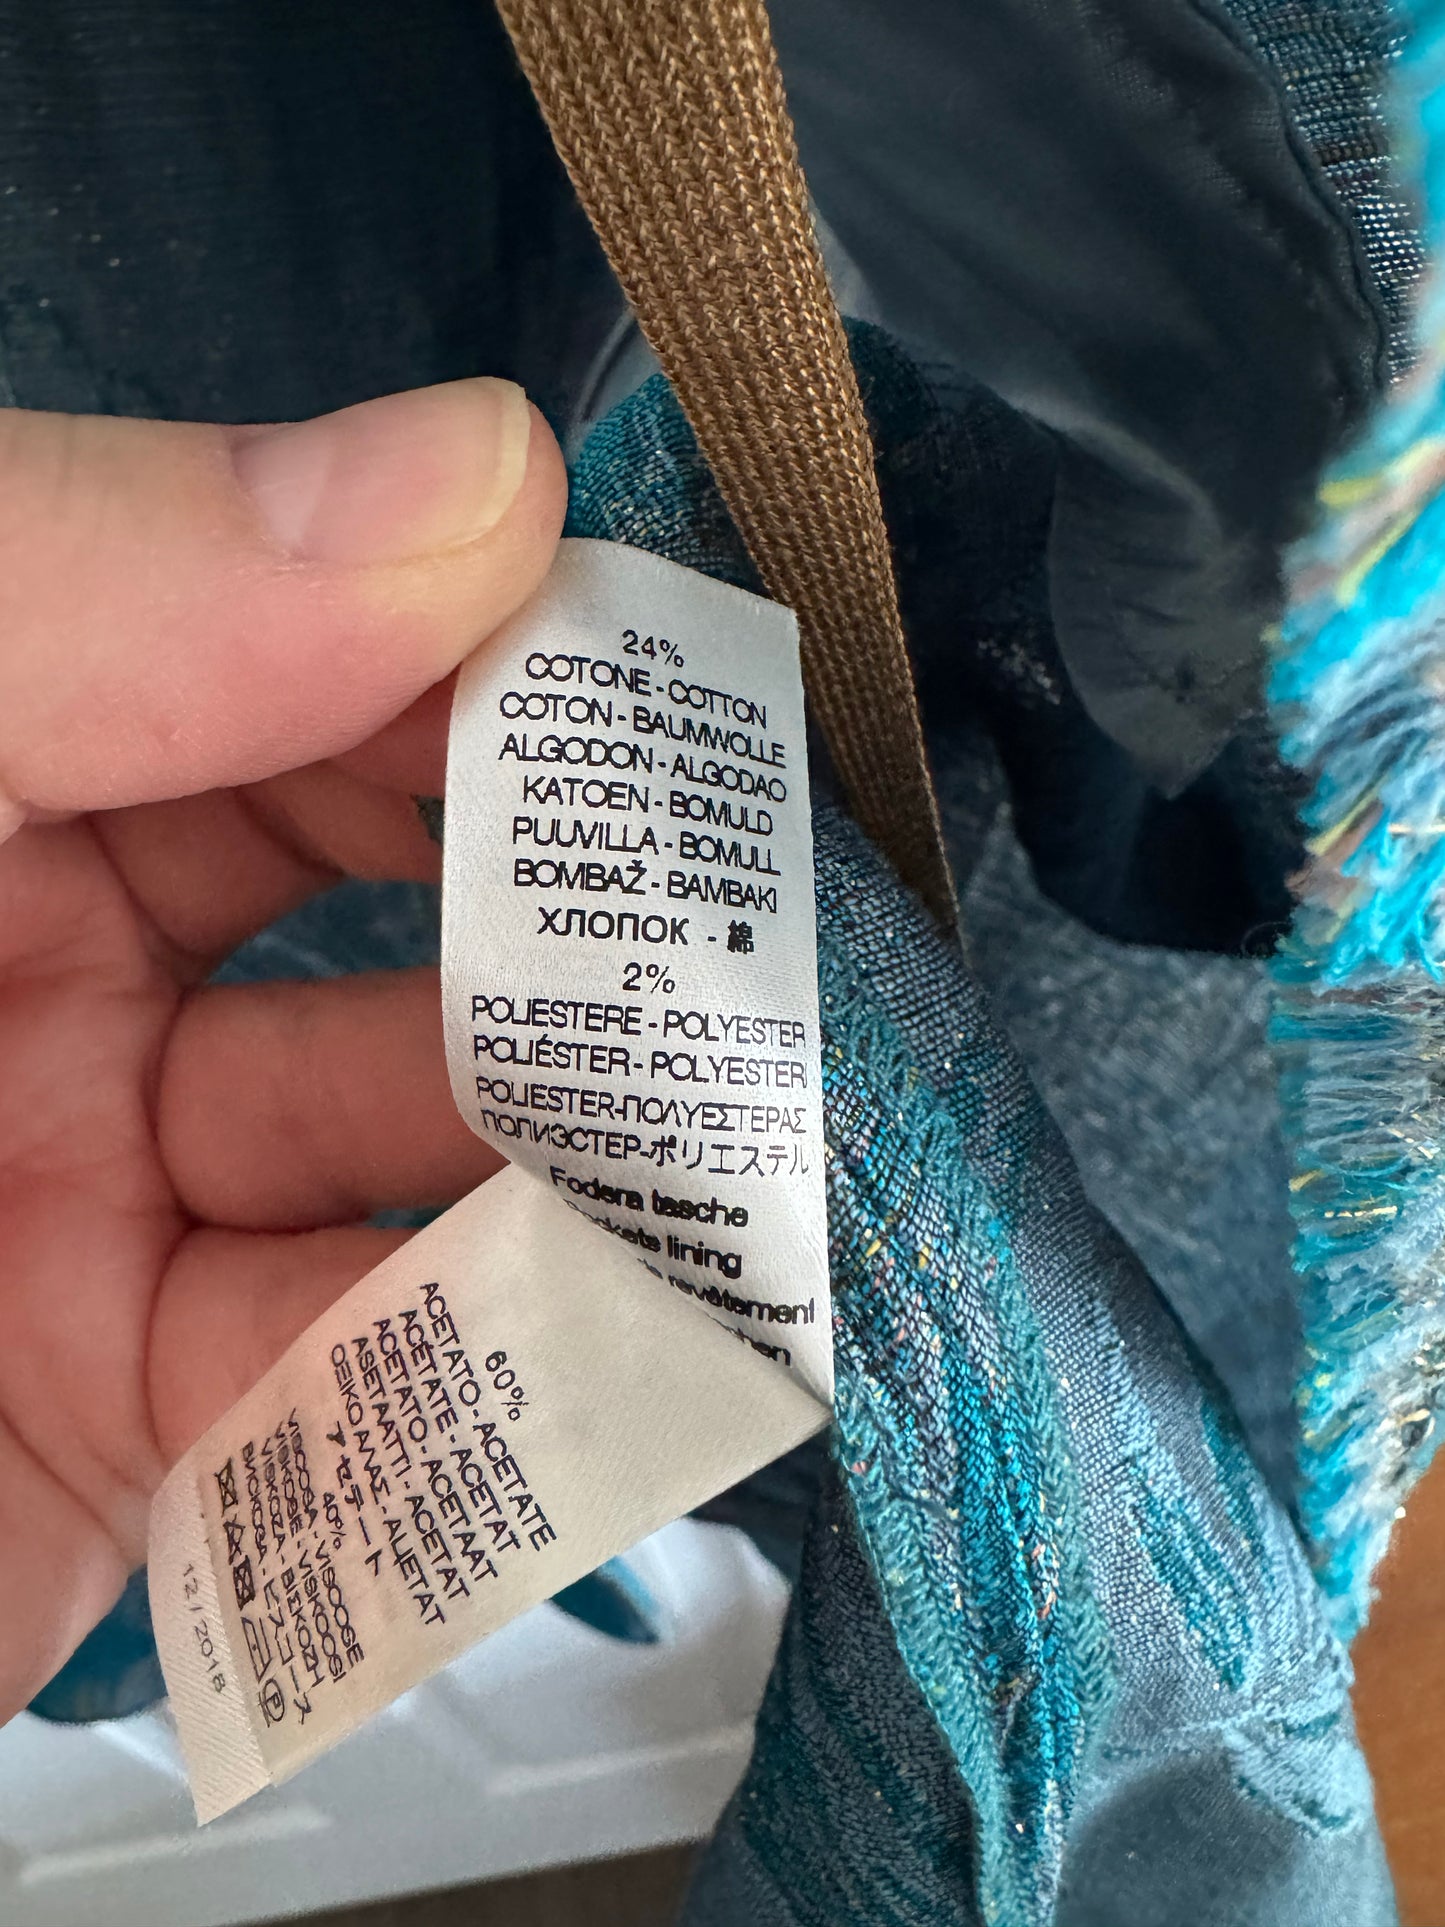 24%
COTONE - COTTON
COTON - BAUMWOLLE
ALGODON - ALGODAO
KATOEN - BOMULD
PUUVILLA - BOMULL
BOMBAŽ - BAMBAKI
ХЛОПОК - 綿
2%
POLIESTERE - POLYESTER
POLIÉSTER - POLYESTERI
POLIESTER-ΠΟΛΥΕΣΤΕΡΑΣ
ПОЛИЭСТЕР-ポリエステル
Fodera tasche
Pockets lining
revêtement
60%
ACETATO - ACETATE
ACÉTATE - ACETAT
ACETATO - ACETAAT
ASETAATTI - ACETAT
ΟΞΙΚΟ ΑΛΑΣ - АЦЕТАТ
アセテート
40%
VISCOSA - VISCOSE
VISKOSE - VISKOOSI
VISKOZA - ΒΙΣΚΟΖΗ
ВИСКОЗА - ビスコース
P
12 / 2018